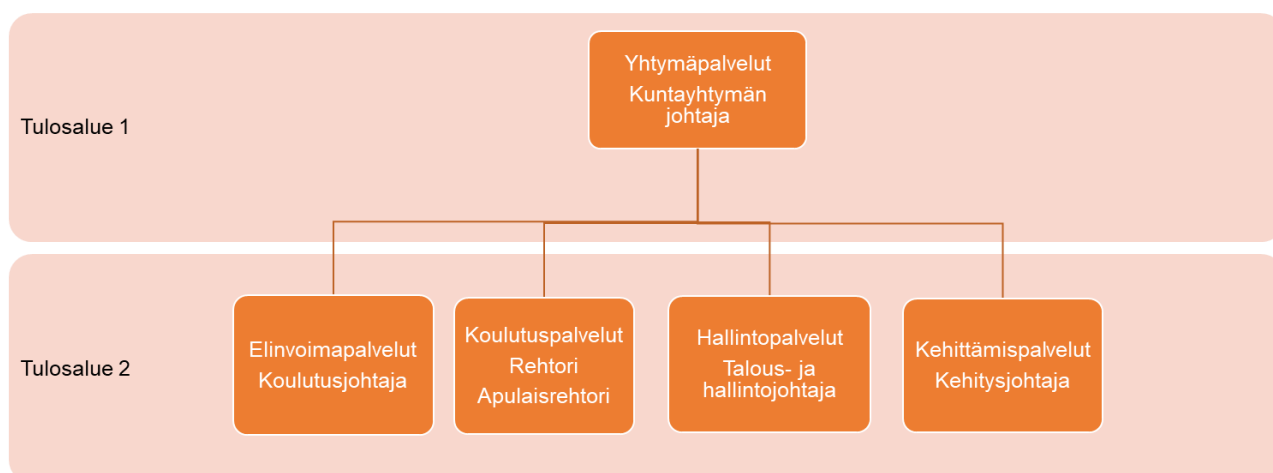 Yhtymäpalvelut
Kuntayhtymän
johtaja
Tulosalue 1
Elinvoimapalvelut
Koulutusjohtaja
Koulutuspalvelut
Rehtori
Apulaisrehtori
Hallintopalvelut
Talous- ja
hallintojohtaja
Kehittämispalvelut
Kehitysjohtaja
Tulosalue 2